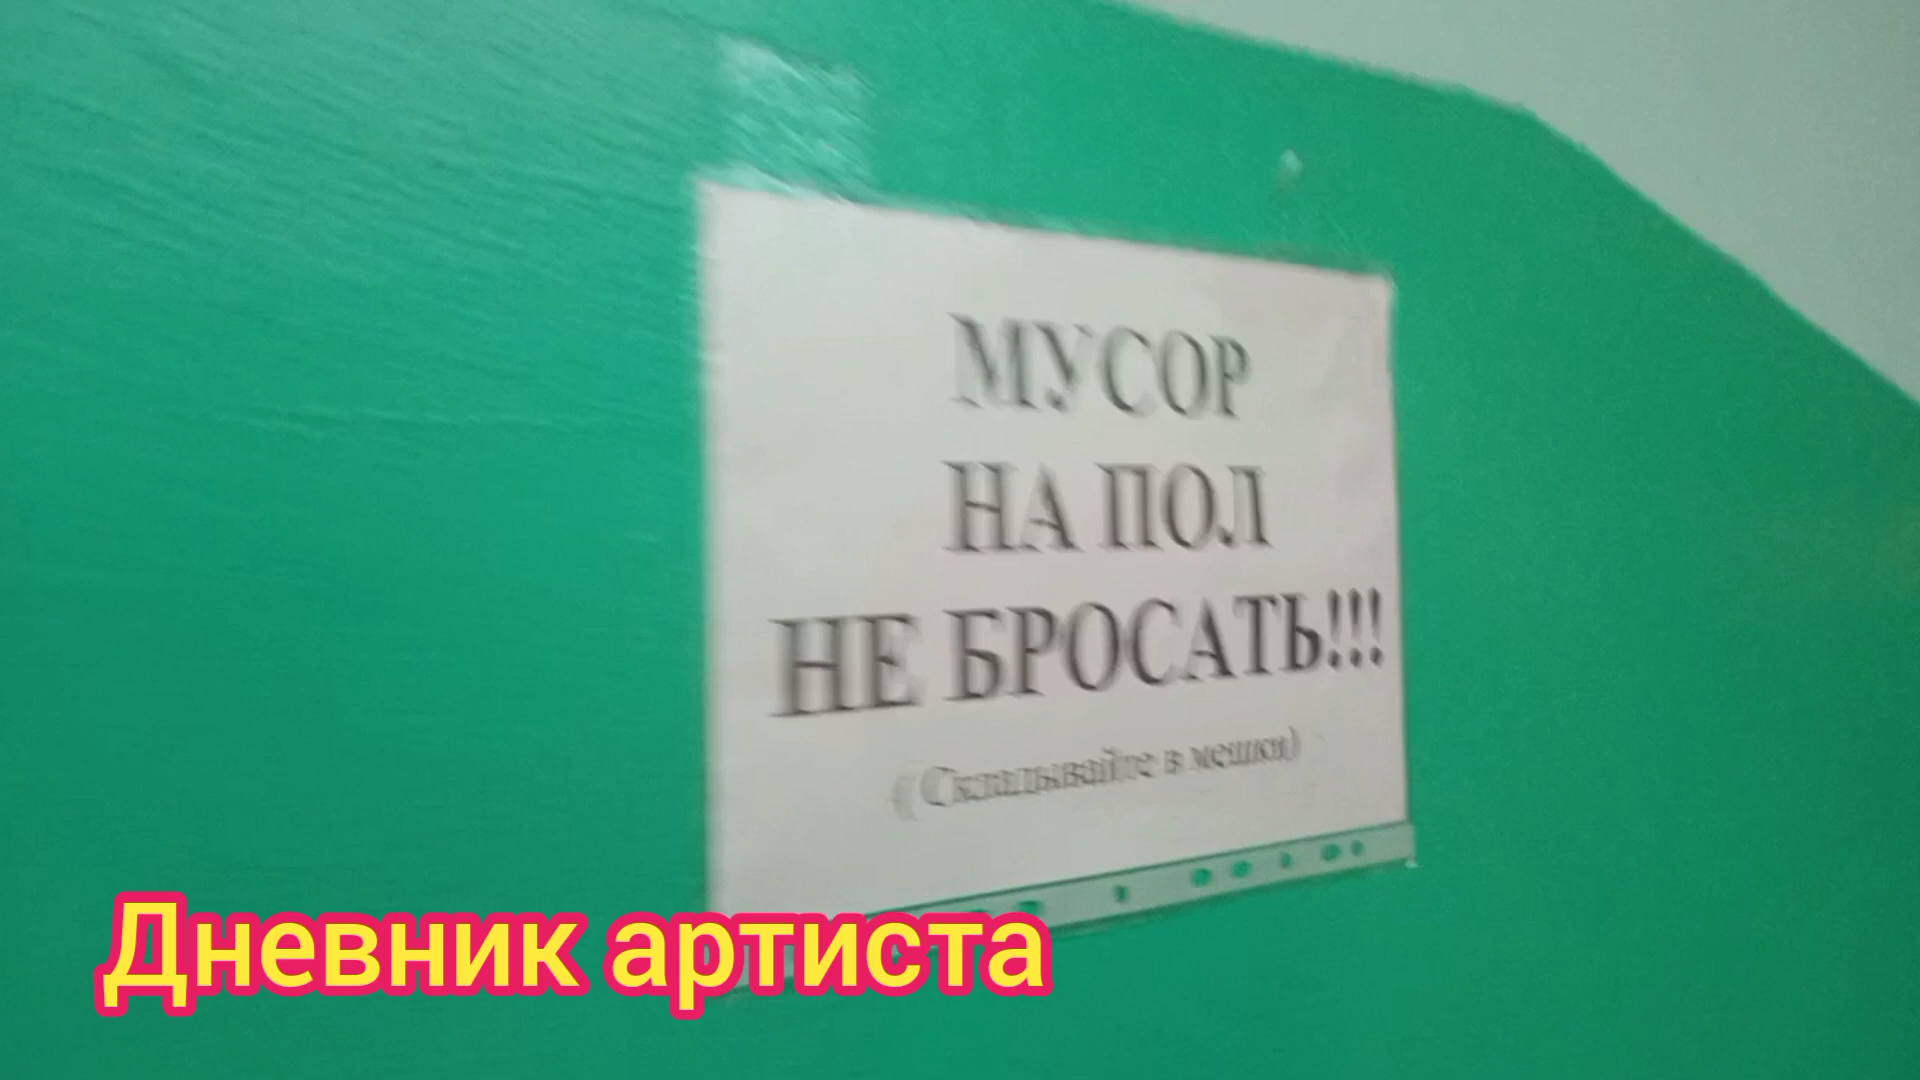 МУСОР
НА ПОЛ
НЕ БРОСАТЬ!!!
(Складывайте в мешки)
Дневник артиста